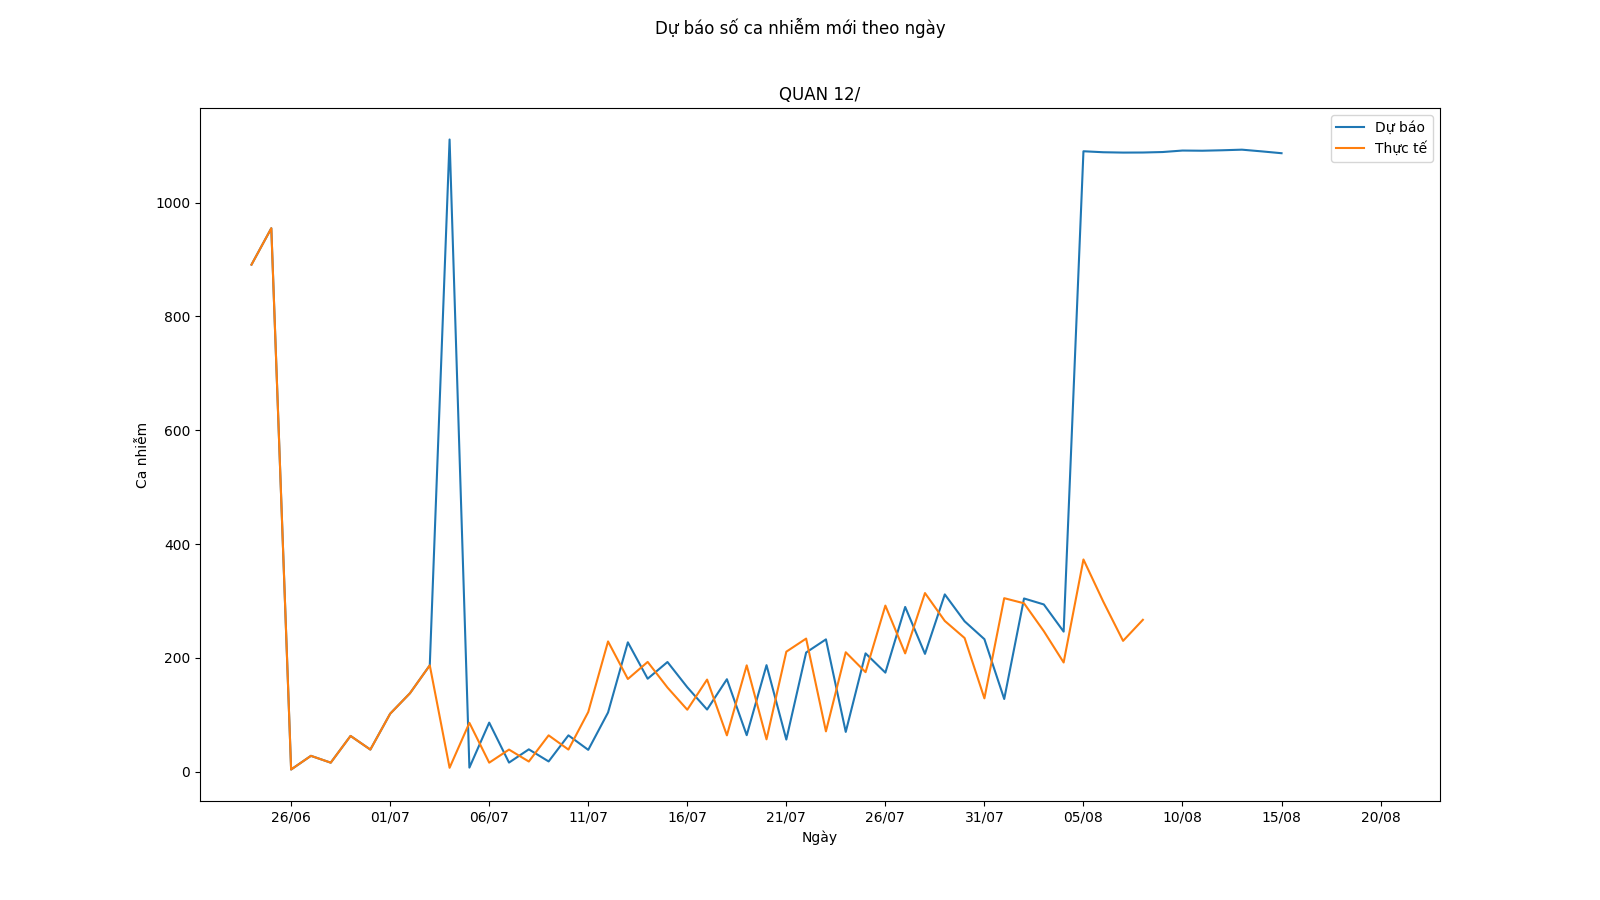 Dự báo số ca nhiễm mới theo ngày
QUAN 12/
Dự báo
Thực tế
1000
800
600
400
200
0
Ca nhiễm
26/06 01/07 06/07 11/07 16/07 21/07 26/07 31/07 05/08 10/08 15/08 20/08
Ngày